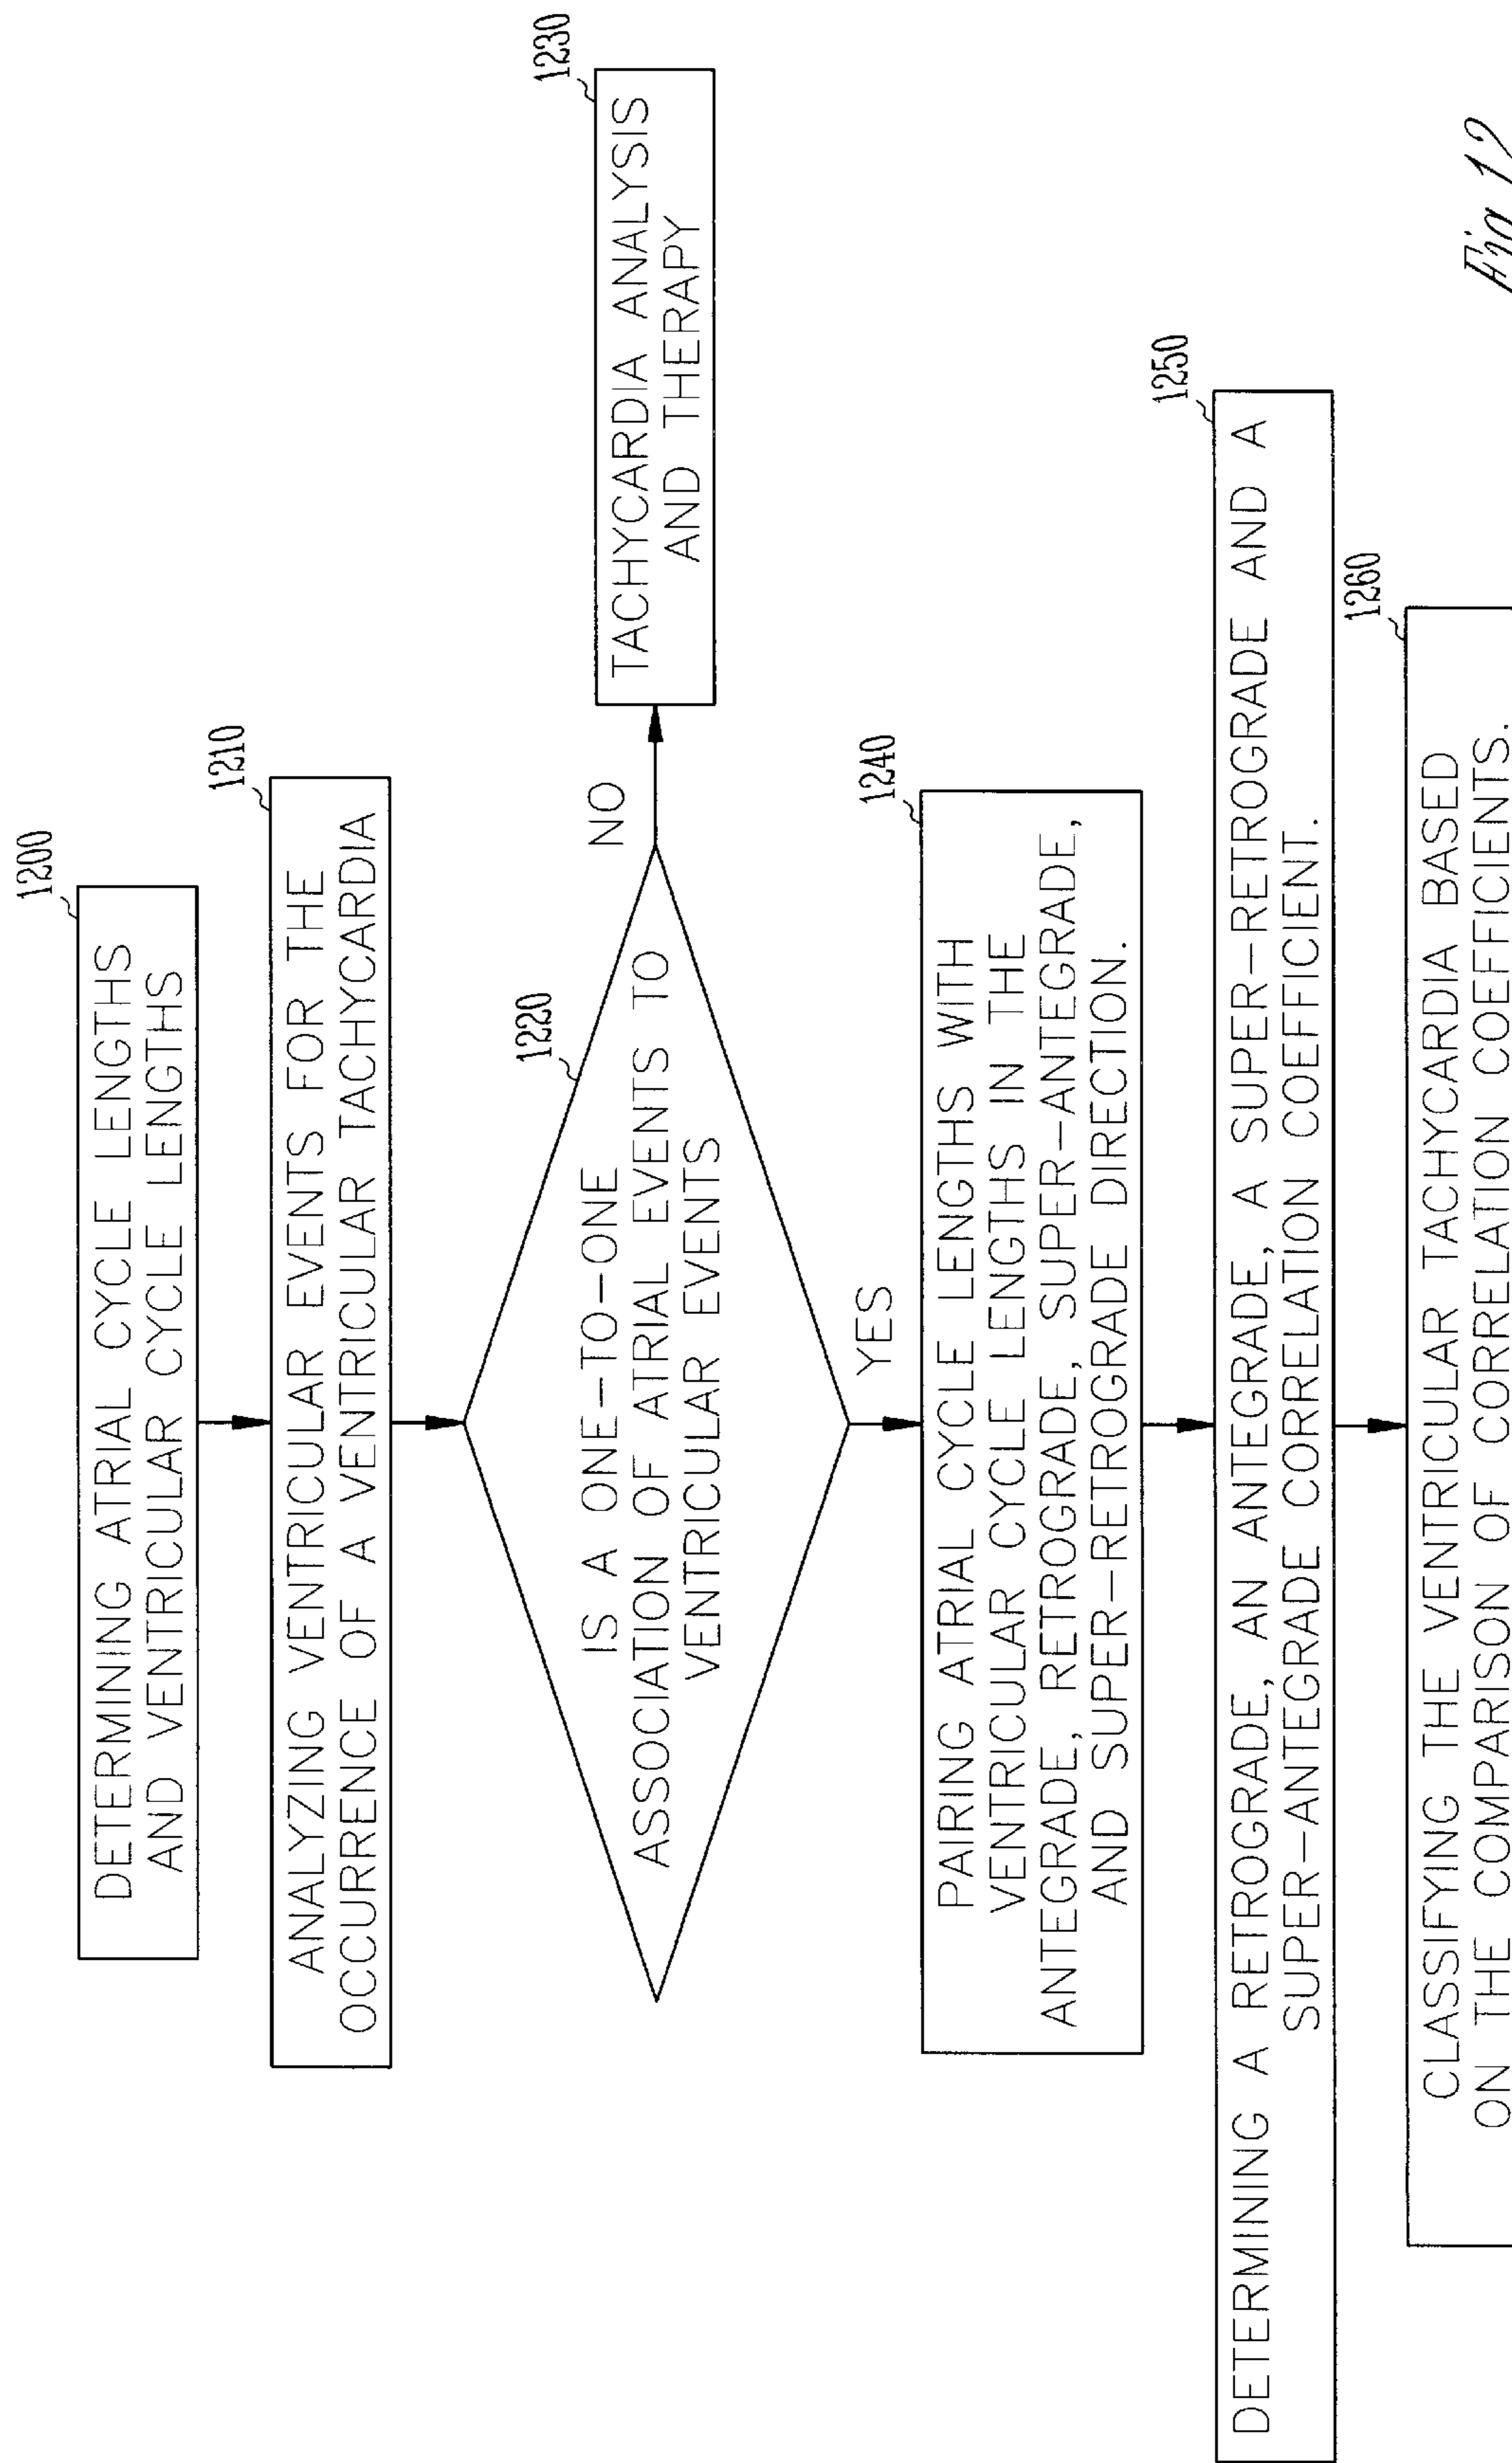 1200
DETERMINING ATRIAL CYCLE LENGTHS
AND VENTRICULAR CYCLE LENGTHS
1210
ANALYZING VENTRICULAR EVENTS FOR THE
OCCURRENCE OF A VENTRICULAR TACHYCARDIA
1220
IS A ONE-TO-ONE
ASSOCIATION OF ATRIAL EVENTS TO
VENTRICULAR EVENTS
NO
1230
TACHYCARDIA ANALYSIS
AND THERAPY
YES
1240
PAIRING ATRIAL CYCLE LENGTHS WITH
VENTRICULAR CYCLE LENGTHS IN THE
ANTEGRADE, RETROGRADE, SUPER-ANTEGRADE,
AND SUPER-RETROGRADE DIRECTION.
1250
DETERMINING A RETROGRADE, AN ANTEGRADE, A SUPER-RETROGRADE AND A
SUPER-ANTEGRADE CORRELATION COEFFICIENT.
1260
CLASSIFYING THE VENTRICULAR TACHYCARDIA BASED
ON THE COMPARISON OF CORRELATION COEFFICIENTS.
Fig. 12